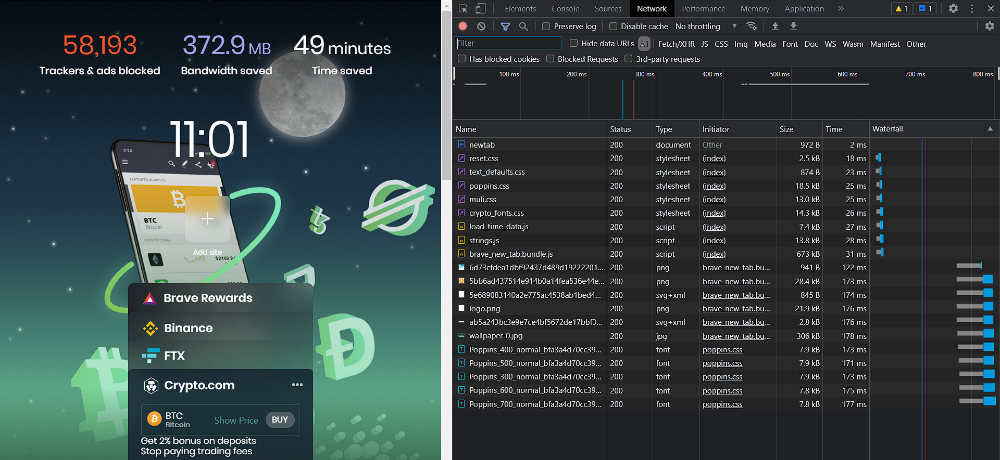 58,193
Trackers & ads blocked
372.9 MB
Bandwidth saved
49 minutes
Time saved
11:01
9:25
FEATURED MARKETS
BTC
Bitcoin
CRYPTO COINS
$2103.84
Add site
Brave Rewards
Binance
FTX
Crypto.com
BTC
Bitcoin
Show Price
BUY
Get 2% bonus on deposits
Stop paying trading fees
Elements Console Sources Network Performance Memory Application 1 1
Preserve log Disable cache No throttling
Filter Hide data URLs All Fetch/XHR JS CSS Img Media Font Doc WS Wasm Manifest Other
Has blocked cookies Blocked Requests 3rd-party requests
100 ms 200 ms 300 ms 400 ms 500 ms 600 ms 700 ms 800 ms
Name Status Type Initiator Size Time Waterfall
newtab 200 document Other 972 B 2 ms
reset.css 200 stylesheet (index) 2.5 kB 18 ms
text_defaults.css 200 stylesheet (index) 874 B 23 ms
poppins.css 200 stylesheet (index) 18.5 kB 25 ms
muli.css 200 stylesheet (index) 13.0 kB 25 ms
crypto_fonts.css 200 stylesheet (index) 14.3 kB 26 ms
load_time_data.js 200 script (index) 7.4 kB 27 ms
strings.js 200 script (index) 13.8 kB 28 ms
brave_new_tab.bundle.js 200 script (index) 673 kB 31 ms
6d73cfdea1dbf92437d489d19222201... 200 png brave_new_tab.bu... 941 B 122 ms
5bb6ad437514e914b0a14fea536e44e... 200 png brave_new_tab.bu... 28.4 kB 173 ms
5e689083140a2e775ac4538ab1bed4... 200 svg+xml brave_new_tab.bu... 845 B 174 ms
logo.png 200 png brave_new_tab.bu... 21.9 kB 176 ms
ab5a243bc3e9e7ce4bf5672de17bbf3... 200 svg+xml brave_new_tab.bu... 2.8 kB 176 ms
wallpaper-0.jpg 200 jpg brave_new_tab.bu... 306 kB 178 ms
Poppins_400_normal_bfa3a4d70cc39... 200 font poppins.css 7.9 kB 173 ms
Poppins_500_normal_bfa3a4d70cc39... 200 font poppins.css 7.9 kB 171 ms
Poppins_300_normal_bfa3a4d70cc39... 200 font poppins.css 7.9 kB 173 ms
Poppins_600_normal_bfa3a4d70cc39... 200 font poppins.css 7.8 kB 175 ms
Poppins_700_normal_bfa3a4d70cc39... 200 font poppins.css 7.8 kB 177 ms